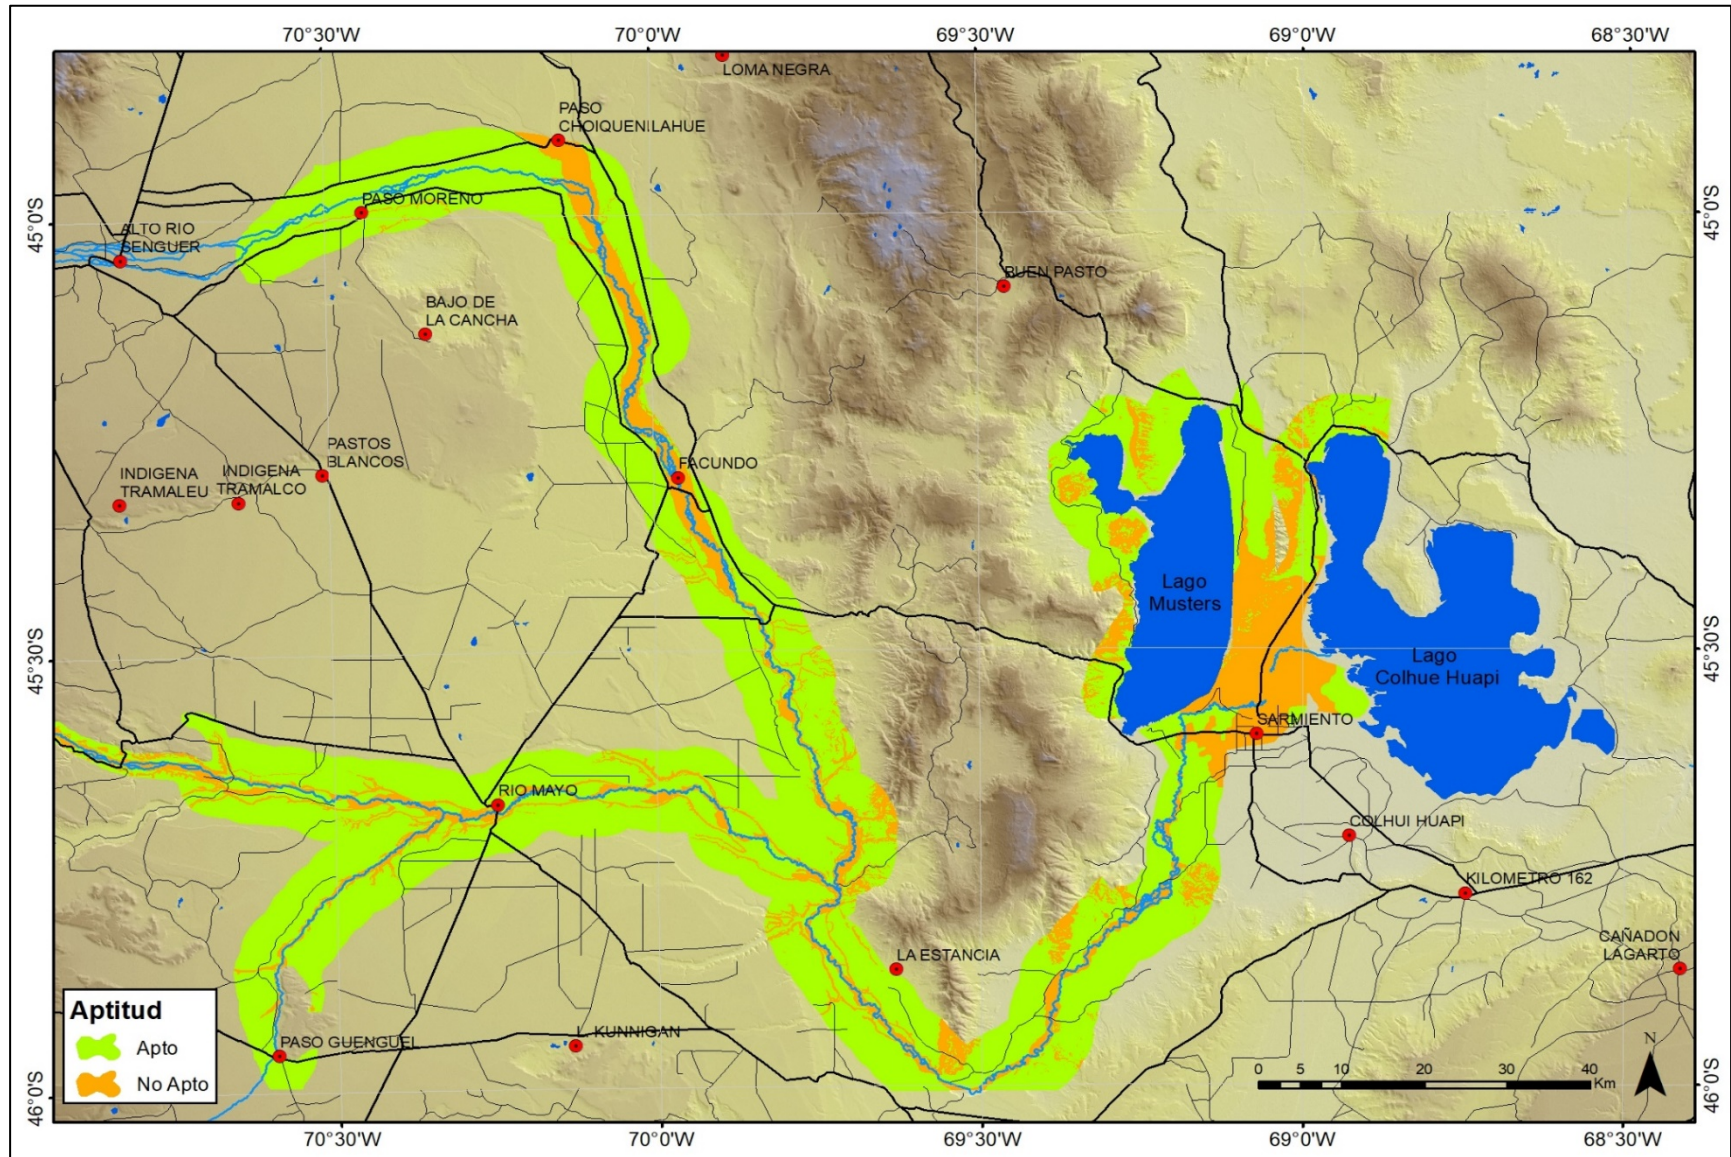 70°30'W 70°0'W 69°30'W 69°0'W 68°30'W
LOMA NEGRA
PASO
CHOIQUENILAHUE
PASO MORENO
45°0'S
45°0'S
ALTO RIO
SENGUER
BUEN PASTO
BAJO DE
LA CANCHA
PASTOS
BLANCOS
INDIGENA
TRAMALEU
INDIGENA
TRAMALCO
FACUNDO
Lago
Musters
45°30'S
45°30'S
Lago
Colhue Huapi
SARMIENTO
RIO MAYO
COLHUI HUAPI
KILOMETRO 162
CAÑADON
LAGARTO
LA ESTANCIA
L. KUNNIGAN
PASO GUENGUEL
Aptitud
Apto
No Apto
N
0 5 10 20 30 40
Km
46°0'S
46°0'S
70°30'W 70°0'W 69°30'W 69°0'W 68°30'W